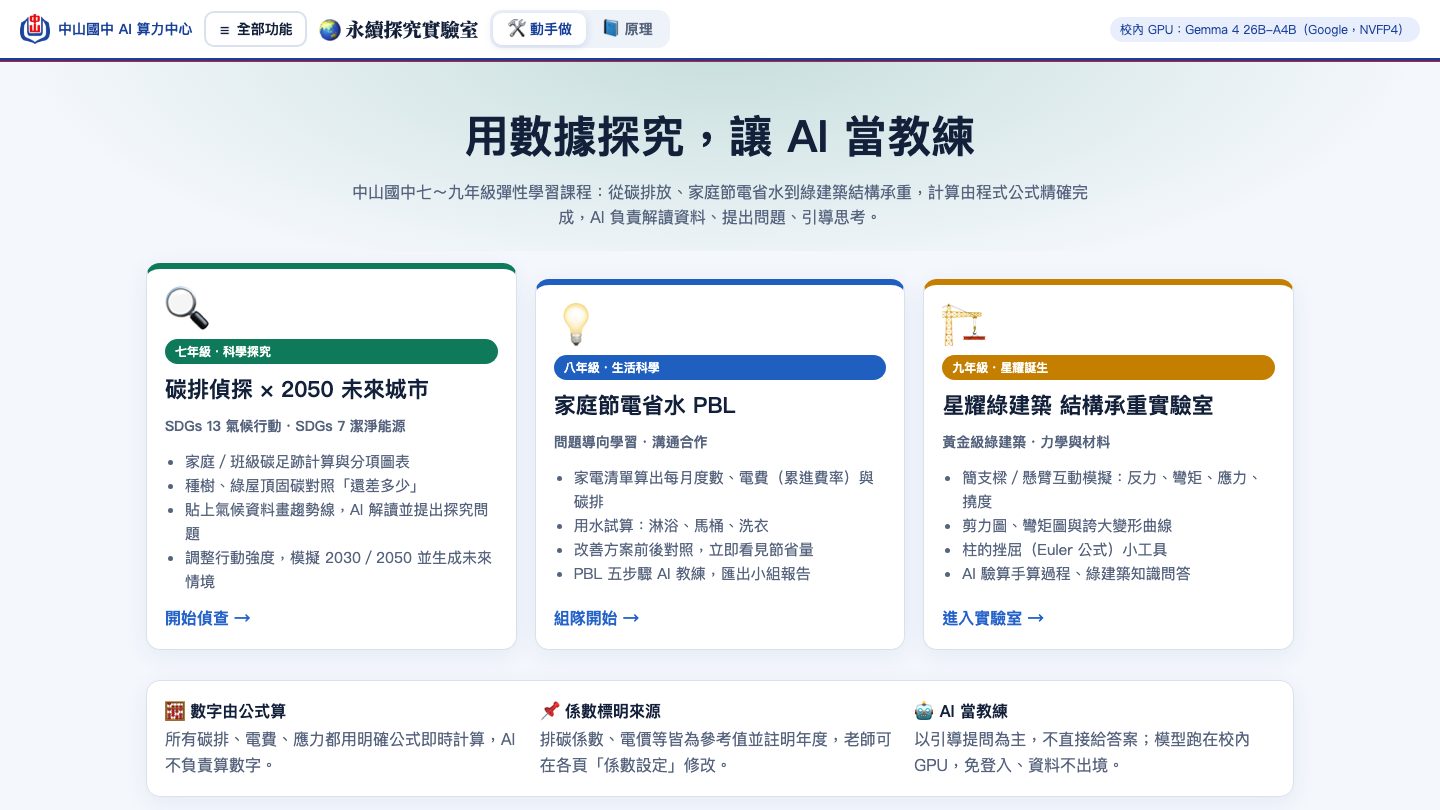 中山國中 AI 算力中心
≡ 全部功能
永續探究實驗室
動手做
原理
校內 GPU：Gemma 4 26B-A4B（Google，NVFP4）
用數據探究，讓 AI 當教練
中山國中七～九年級彈性學習課程：從碳排放、家庭節電省水到綠建築結構承重，計算由程式公式精確完
成，AI 負責解讀資料、提出問題、引導思考。
七年級 · 科學探究
碳排偵探 × 2050 未來城市
SDGs 13 氣候行動 · SDGs 7 潔淨能源
• 家庭 / 班級碳足跡計算與分項圖表
• 種樹、綠屋頂固碳對照「還差多少」
• 貼上氣候資料畫趨勢線，AI 解讀並提出探究問
題
• 調整行動強度，模擬 2030 / 2050 並生成未來
情境
開始偵查 →
八年級 · 生活科學
家庭節電省水 PBL
問題導向學習 · 溝通合作
• 家電清單算出每月度數、電費（累進費率）與
碳排
• 用水試算：淋浴、馬桶、洗衣
• 改善方案前後對照，立即看見節省量
• PBL 五步驟 AI 教練，匯出小組報告
組隊開始 →
九年級 · 星耀誕生
星耀綠建築 結構承重實驗室
黃金級綠建築 · 力學與材料
• 簡支樑 / 懸臂互動模擬：反力、彎矩、應力、
撓度
• 剪力圖、彎矩圖與誇大變形曲線
• 柱的挫屈（Euler 公式）小工具
• AI 驗算手算過程、綠建築知識問答
進入實驗室 →
數字由公式算
所有碳排、電費、應力都用明確公式即時計算，AI
不負責算數字。
係數標明來源
排碳係數、電價等皆為參考值並註明年度，老師可
在各頁「係數設定」修改。
AI 當教練
以引導提問為主，不直接給答案；模型跑在校內
GPU，免登入、資料不出境。